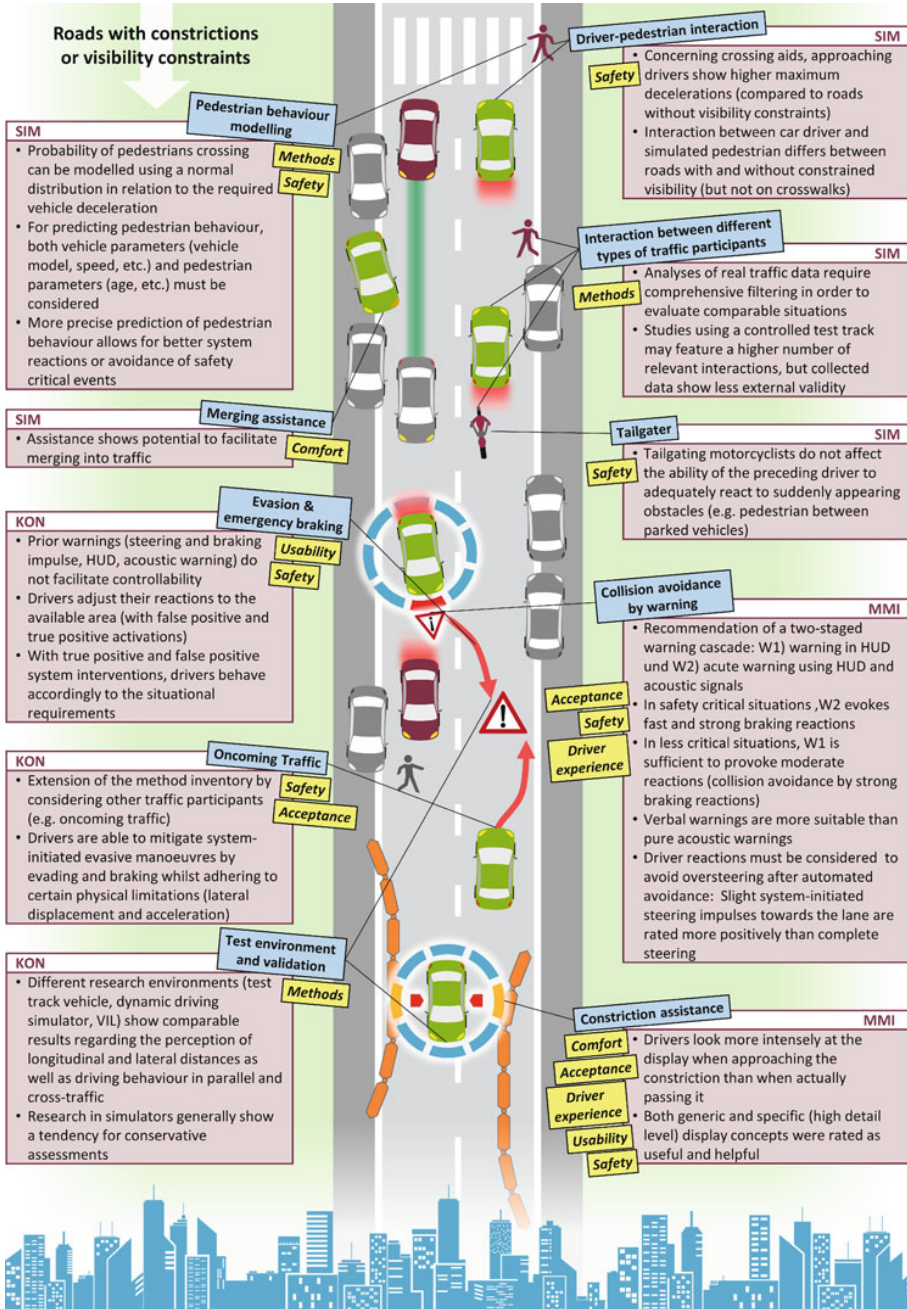 Roads with constrictions
or visibility constraints
Pedestrian behaviour
modelling
SIM
Methods
Safety
• Probability of pedestrians crossing
can be modelled using a normal
distribution in relation to the required
vehicle deceleration
• For predicting pedestrian behaviour,
both vehicle parameters (vehicle
model, speed, etc.) and pedestrian
parameters (age, etc.) must be
considered
• More precise prediction of pedestrian
behaviour allows for better system
reactions or avoidance of safety
critical events
Merging assistance
SIM
Comfort
• Assistance shows potential to facilitate
merging into traffic
Evasion &
emergency braking
KON
Usability
Safety
• Prior warnings (steering and braking
impulse, HUD, acoustic warning) do
not facilitate controllability
• Drivers adjust their reactions to the
available area (with false positive and
true positive activations)
• With true positive and false positive
system interventions, drivers behave
accordingly to the situational
requirements
Oncoming Traffic
KON
Safety
Acceptance
• Extension of the method inventory by
considering other traffic participants
(e.g. oncoming traffic)
• Drivers are able to mitigate system-
initiated evasive manoeuvres by
evading and braking whilst adhering to
certain physical limitations (lateral
displacement and acceleration)
Test environment
and validation
KON
Methods
• Different research environments (test
track vehicle, dynamic driving
simulator, VIL) show comparable
results regarding the perception of
longitudinal and lateral distances as
well as driving behaviour in parallel and
cross-traffic
• Research in simulators generally show
a tendency for conservative
assessments
Driver-pedestrian interaction
SIM
Safety
• Concerning crossing aids, approaching
drivers show higher maximum
decelerations (compared to roads
without visibility constraints)
• Interaction between car driver and
simulated pedestrian differs between
roads with and without constrained
visibility (but not on crosswalks)
Interaction between different
types of traffic participants
SIM
Methods
• Analyses of real traffic data require
comprehensive filtering in order to
evaluate comparable situations
• Studies using a controlled test track
may feature a higher number of
relevant interactions, but collected
data show less external validity
Tailgater
SIM
Safety
• Tailgating motorcyclists do not affect
the ability of the preceding driver to
adequately react to suddenly appearing
obstacles (e.g. pedestrian between
parked vehicles)
Collision avoidance
by warning
MMI
Acceptance
Safety
Driver
experience
• Recommendation of a two-staged
warning cascade: W1) warning in HUD
und W2) acute warning using HUD and
acoustic signals
• In safety critical situations ,W2 evokes
fast and strong braking reactions
• In less critical situations, W1 is
sufficient to provoke moderate
reactions (collision avoidance by strong
braking reactions)
• Verbal warnings are more suitable than
pure acoustic warnings
• Driver reactions must be considered to
avoid oversteering after automated
avoidance: Slight system-initiated
steering impulses towards the lane are
rated more positively than complete
steering
Constriction assistance
MMI
Comfort
Acceptance
Driver
experience
Usability
Safety
• Drivers look more intensely at the
display when approaching the
constriction than when actually
passing it
• Both generic and specific (high detail
level) display concepts were rated as
useful and helpful
!
!